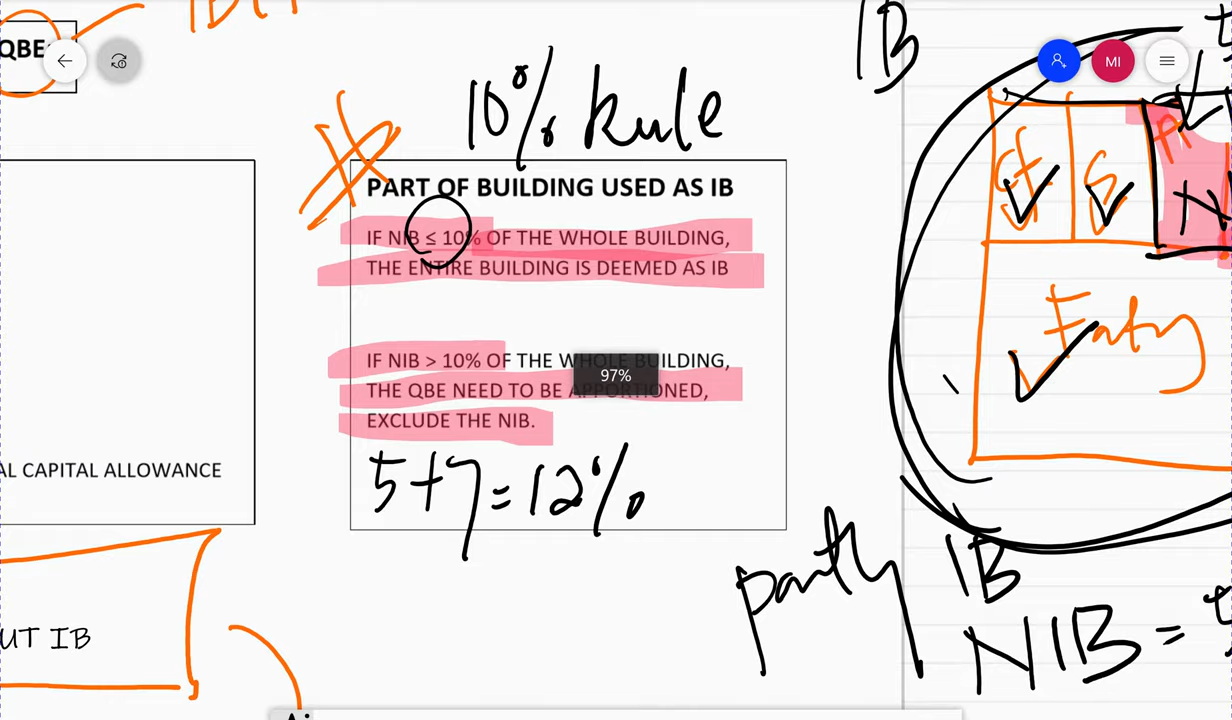 QBE
10% Rule
IB
MI
PART OF BUILDING USED AS IB
IF NIB ≤ 10% OF THE WHOLE BUILDING,
THE ENTIRE BUILDING IS DEEMED AS IB
IF NIB > 10% OF THE WHOLE BUILDING,
97%
THE QBE NEED TO BE APPORTIONED,
EXCLUDE THE NIB.
5+7=12%
AL CAPITAL ALLOWANCE
partly
IB
NIB =
UT IB